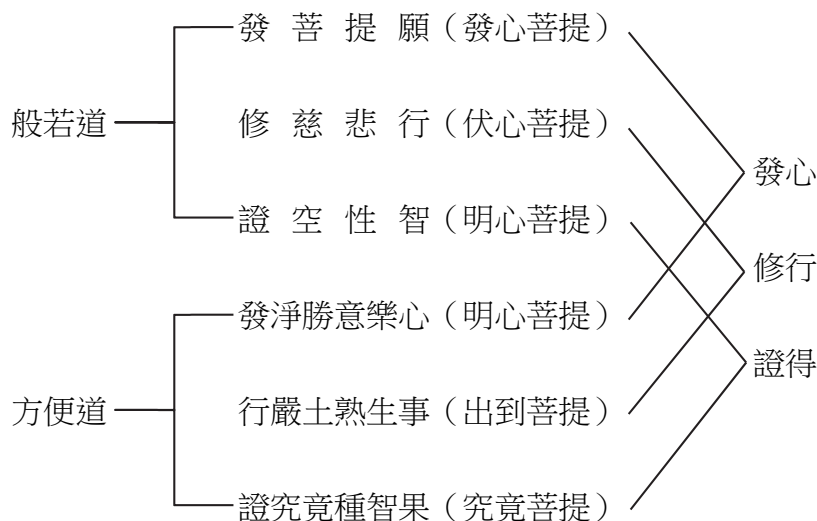 發菩提願（發心菩提）
般若道
修慈悲行（伏心菩提）
發心
證空性智（明心菩提）
修行
發淨勝意樂心（明心菩提）
證得
方便道
行嚴土熟生事（出到菩提）
證究竟種智果（究竟菩提）